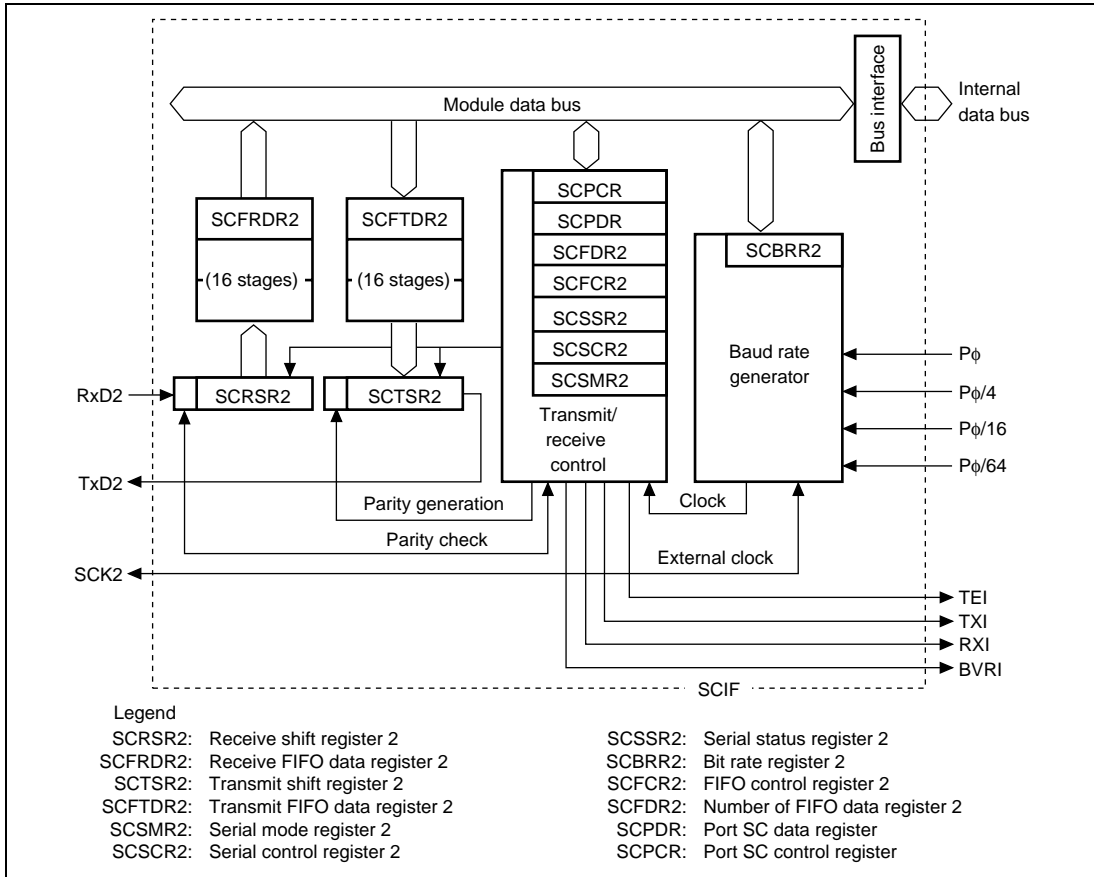 Module data bus
Bus interface
Internal
data bus
SCFRDR2
(16 stages)
SCFTDR2
(16 stages)
SCPCR
SCPDR
SCFDR2
SCFCR2
SCSSR2
SCSCR2
SCSMR2
Transmit/
receive
control
SCBRR2
Baud rate
generator
Pϕ
Pϕ/4
Pϕ/16
Pϕ/64
RxD2
SCRSR2
SCTSR2
TxD2
Parity generation
Parity check
Clock
External clock
SCK2
TEI
TXI
RXI
BVRI
SCIF
Legend
SCRSR2: Receive shift register 2
SCFRDR2: Receive FIFO data register 2
SCTSR2: Transmit shift register 2
SCFTDR2: Transmit FIFO data register 2
SCSMR2: Serial mode register 2
SCSCR2: Serial control register 2
SCSSR2: Serial status register 2
SCBRR2: Bit rate register 2
SCFCR2: FIFO control register 2
SCFDR2: Number of FIFO data register 2
SCPDR: Port SC data register
SCPCR: Port SC control register